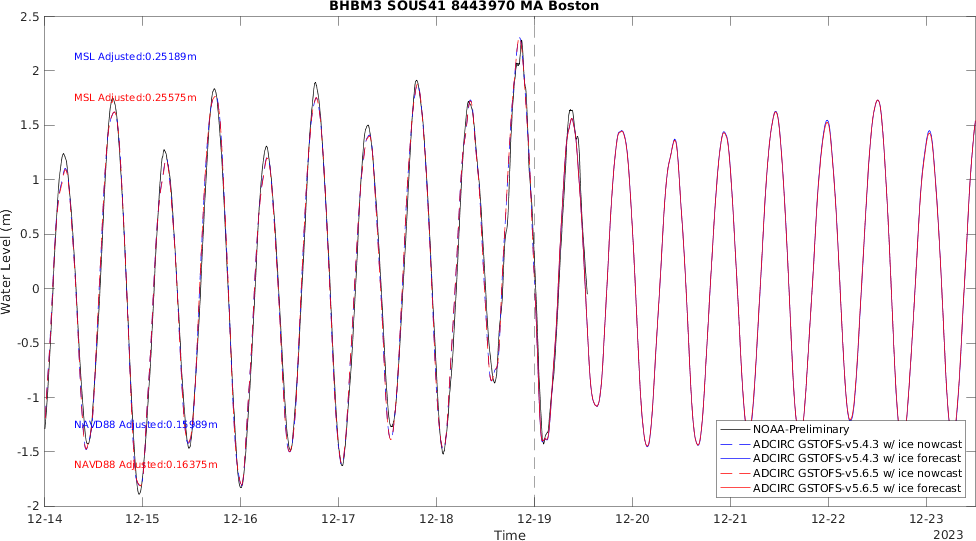 BHBM3 SOUS41 8443970 MA Boston
2.5
2
1.5
1
0.5
0
-0.5
-1
-1.5
-2
Water Level (m)
MSL Adjusted:0.25189m
MSL Adjusted:0.25575m
NAVD88 Adjusted:0.15989m
NAVD88 Adjusted:0.16375m
NOAA-Preliminary
ADCIRC GSTOFS-v5.4.3 w/ ice nowcast
ADCIRC GSTOFS-v5.4.3 w/ ice forecast
ADCIRC GSTOFS-v5.6.5 w/ ice nowcast
ADCIRC GSTOFS-v5.6.5 w/ ice forecast
12-14 12-15 12-16 12-17 12-18 12-19 12-20 12-21 12-22 12-23
Time
2023